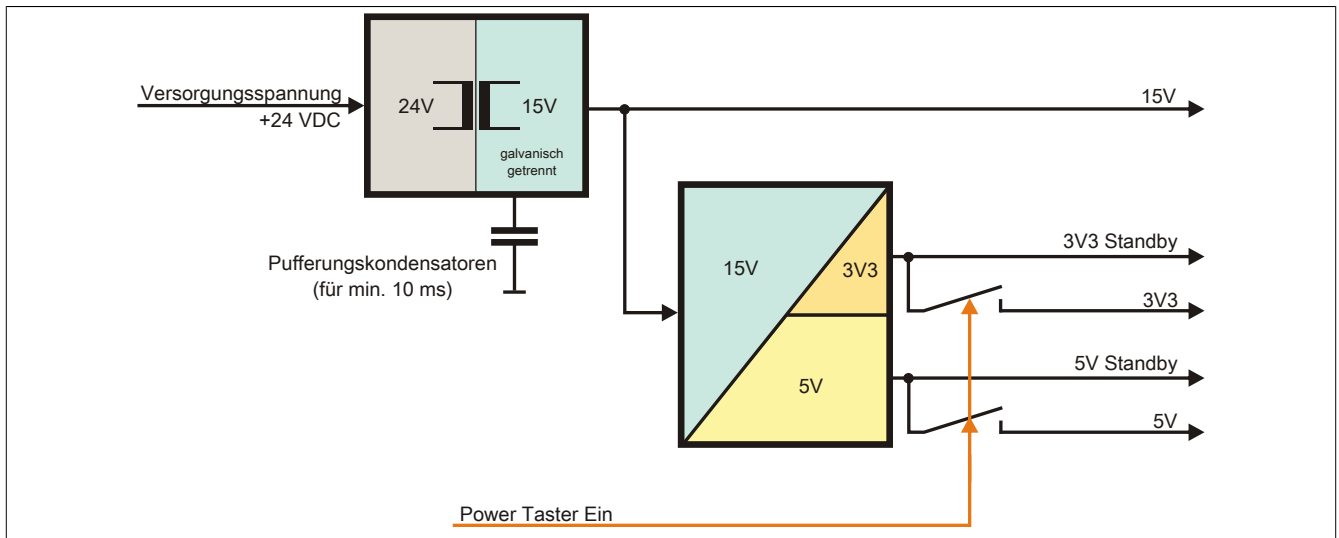 Versorgungsspannung
+24 VDC
24V
15V
galvanisch
getrennt
15V
Pufferungskondensatoren
(für min. 10 ms)
15V
3V3
5V
3V3 Standby
3V3
5V Standby
5V
Power Taster Ein